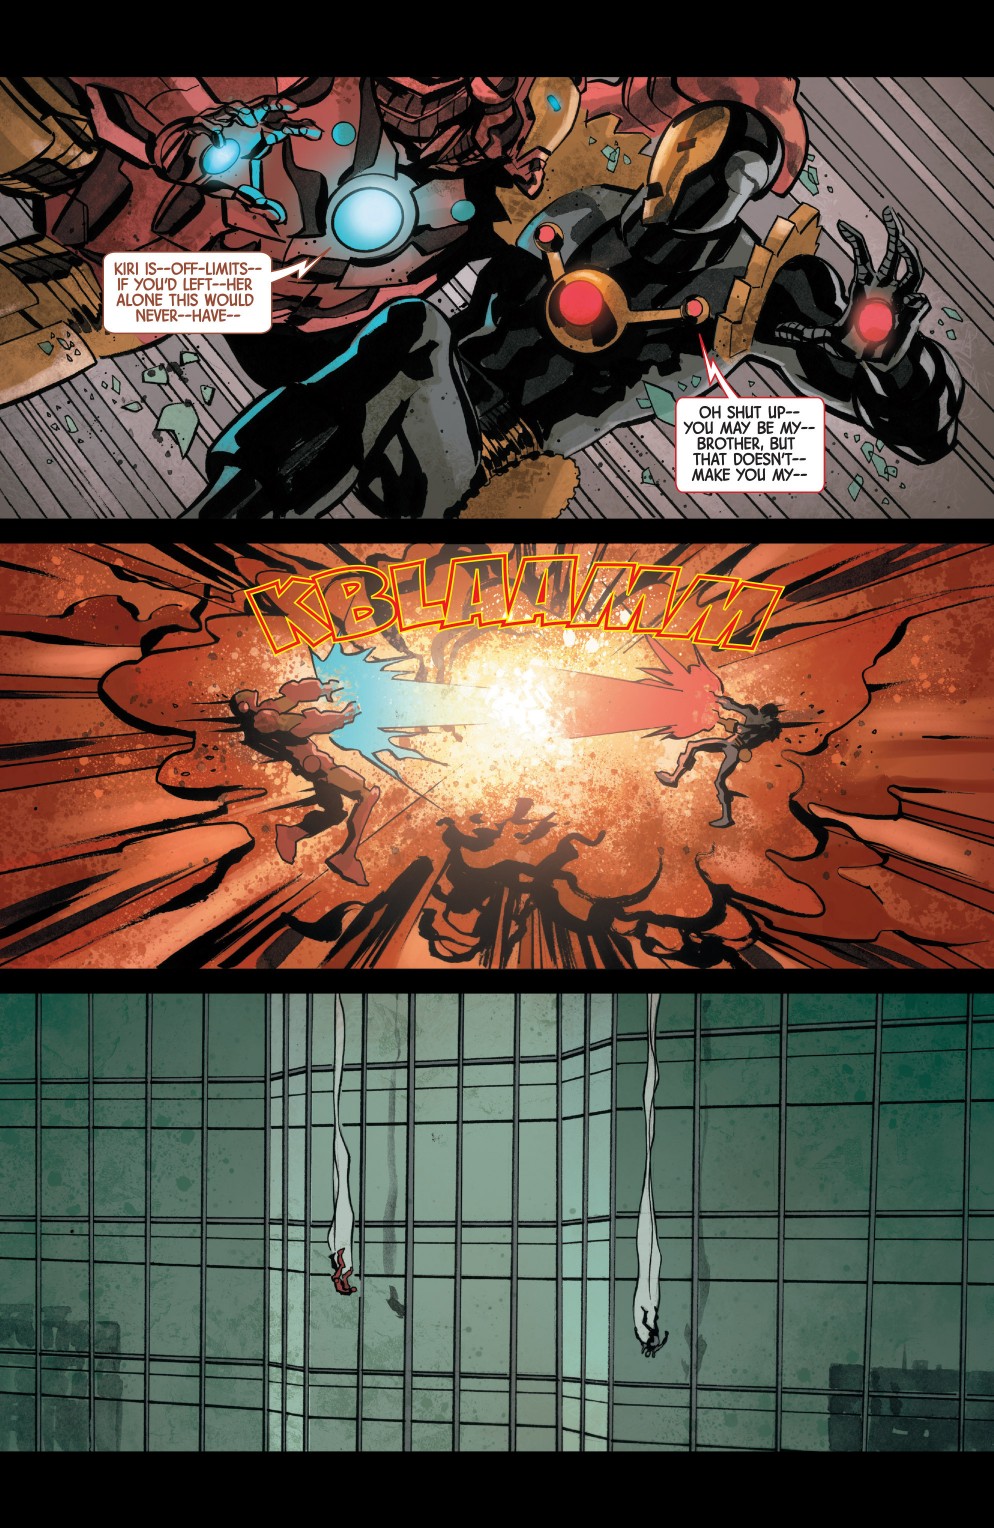 KIRI IS--OFF-LIMITS--
IF YOU'D LEFT--HER
ALONE THIS WOULD
NEVER--HAVE--
OH SHUT UP--
YOU MAY BE MY--
BROTHER, BUT
THAT DOESN'T--
MAKE YOU MY--
KBLAAMM